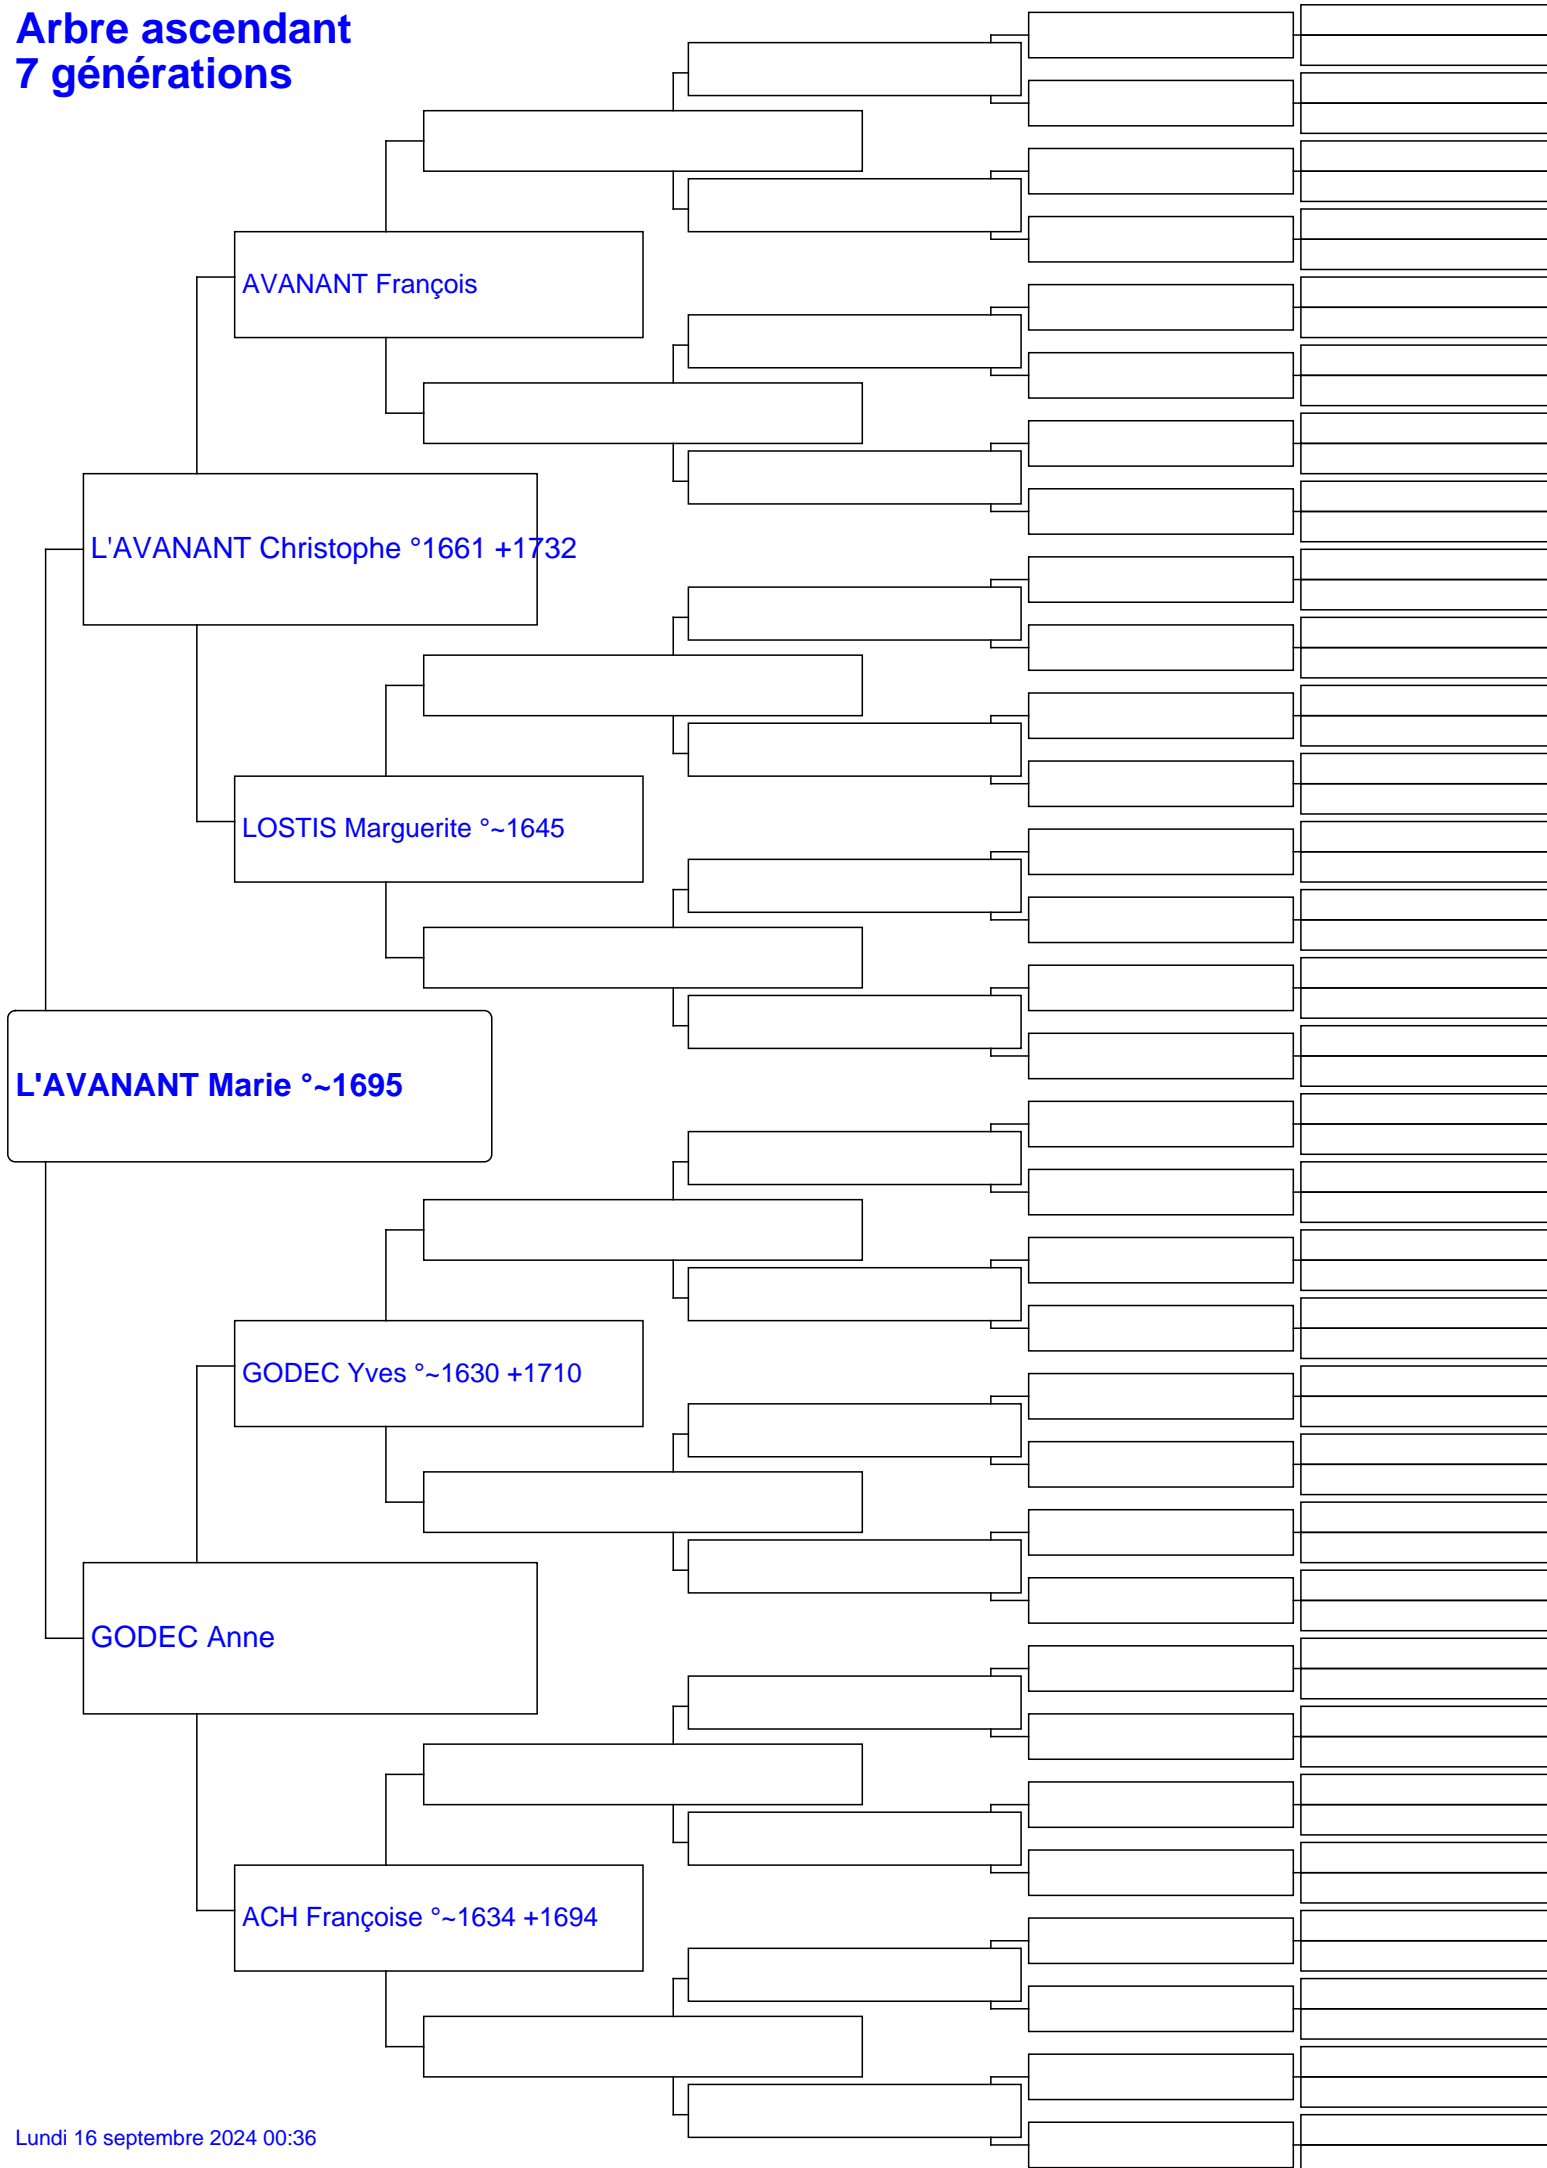 Arbre ascendant
7 générations
AVANANT François
L'AVANANT Christophe °1661 +1732
LOSTIS Marguerite °~1645
L'AVANANT Marie °~1695
GODEC Yves °~1630 +1710
GODEC Anne
ACH Françoise °~1634 +1694
Lundi 16 septembre 2024 00:36